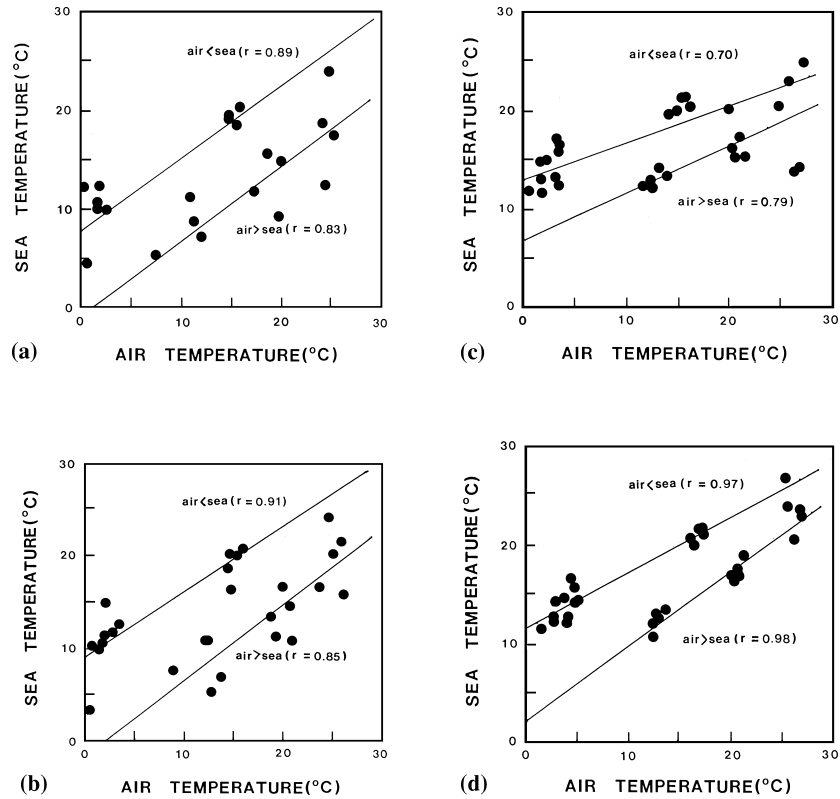 30
20
10
0
0
10
20
30
SEA TEMPERATURE(°C)
air<sea(r = 0.89)
air>sea(r = 0.83)
(a)
AIR TEMPERATURE(°C)
30
20
10
0
0
10
20
30
SEA TEMPERATURE(°C)
air<sea(r = 0.70)
air>sea(r = 0.79)
(c)
AIR TEMPERATURE(°C)
30
20
10
0
0
10
20
30
SEA TEMPERATURE(°C)
air<sea(r = 0.91)
air>sea(r = 0.85)
(b)
AIR TEMPERATURE(°C)
30
20
10
0
0
10
20
30
SEA TEMPERATURE(°C)
air<sea(r = 0.97)
air>sea(r = 0.98)
(d)
AIR TEMPERATURE(°C)